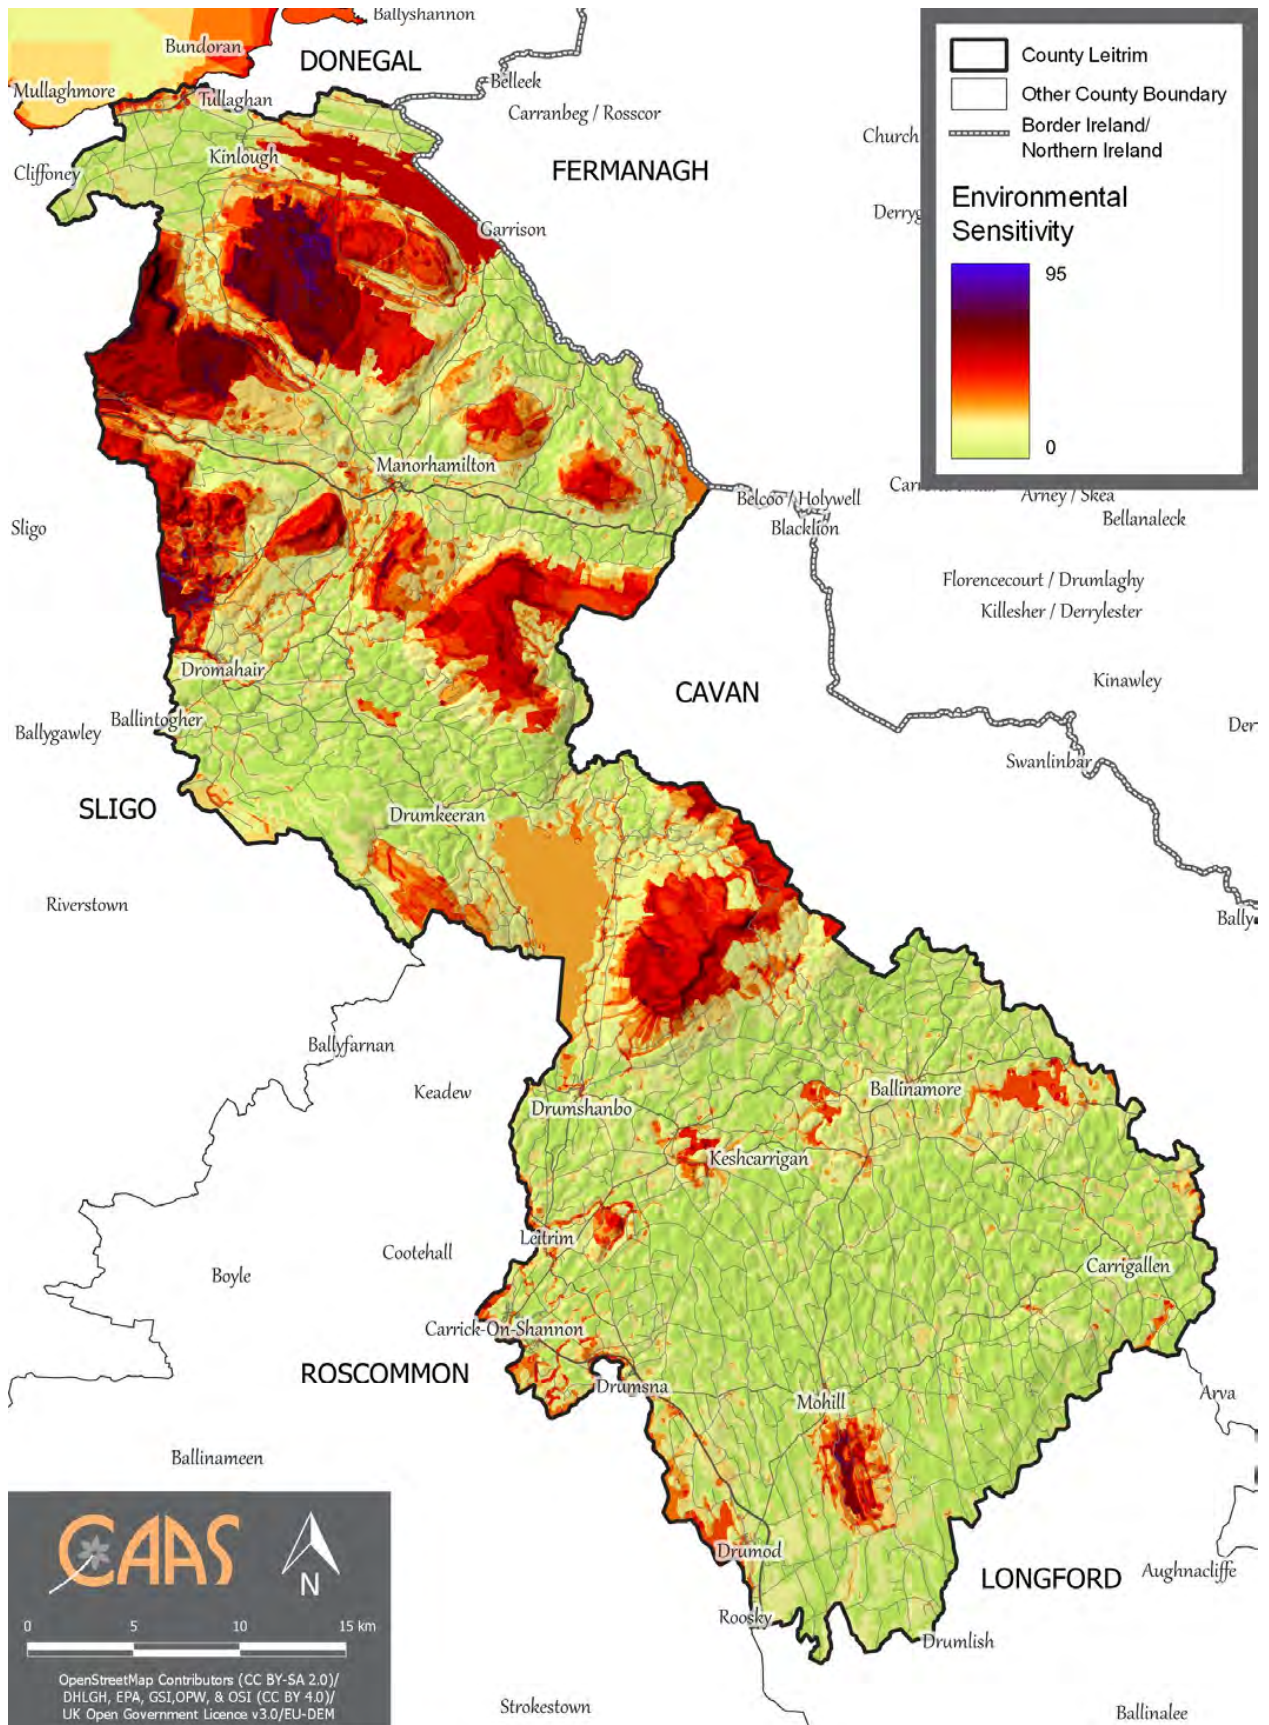 Ballyshannon
Bundoran
DONEGAL
Mullaghmore
Tullaghan
Belleek
Carranbeg / Rosscor
Church
Kinlough
Cliffoney
FERMANAGH
Derryg
Garrison
County Leitrim
Other County Boundary
Border Ireland/
Northern Ireland
Environmental
Sensitivity
95
0
Manorhamilton
Belcoo / Holywell
Arney / Skea
Blacklion
Bellanaleck
Sligo
Florencecourt / Drumlaghy
Killesher / Derrylester
Dromahair
CAVAN
Kinawley
Ballintogher
Ballygawley
Der
Swanlinbar
SLIGO
Drumkeeran
Riverstown
Bally
Ballyfarnan
Keadew
Drumshanbo
Ballinamore
Keshcarrigan
Leitrim
Cootehall
Boyle
Carrigallen
Carrick-On-Shannon
ROSCOMMON
Drumsna
Mohill
Arva
Ballinameen
Drumod
LONGFORD
Aughnacliffe
Roosky
Drumlish
Strokestown
Ballinalee
CAAS
N
0 5 10 15 km
OpenStreetMap Contributors (CC BY-SA 2.0)/
DHLGH, EPA, GSI,OPW, & OSI (CC BY 4.0)/
UK Open Government Licence v3.0/EU-DEM